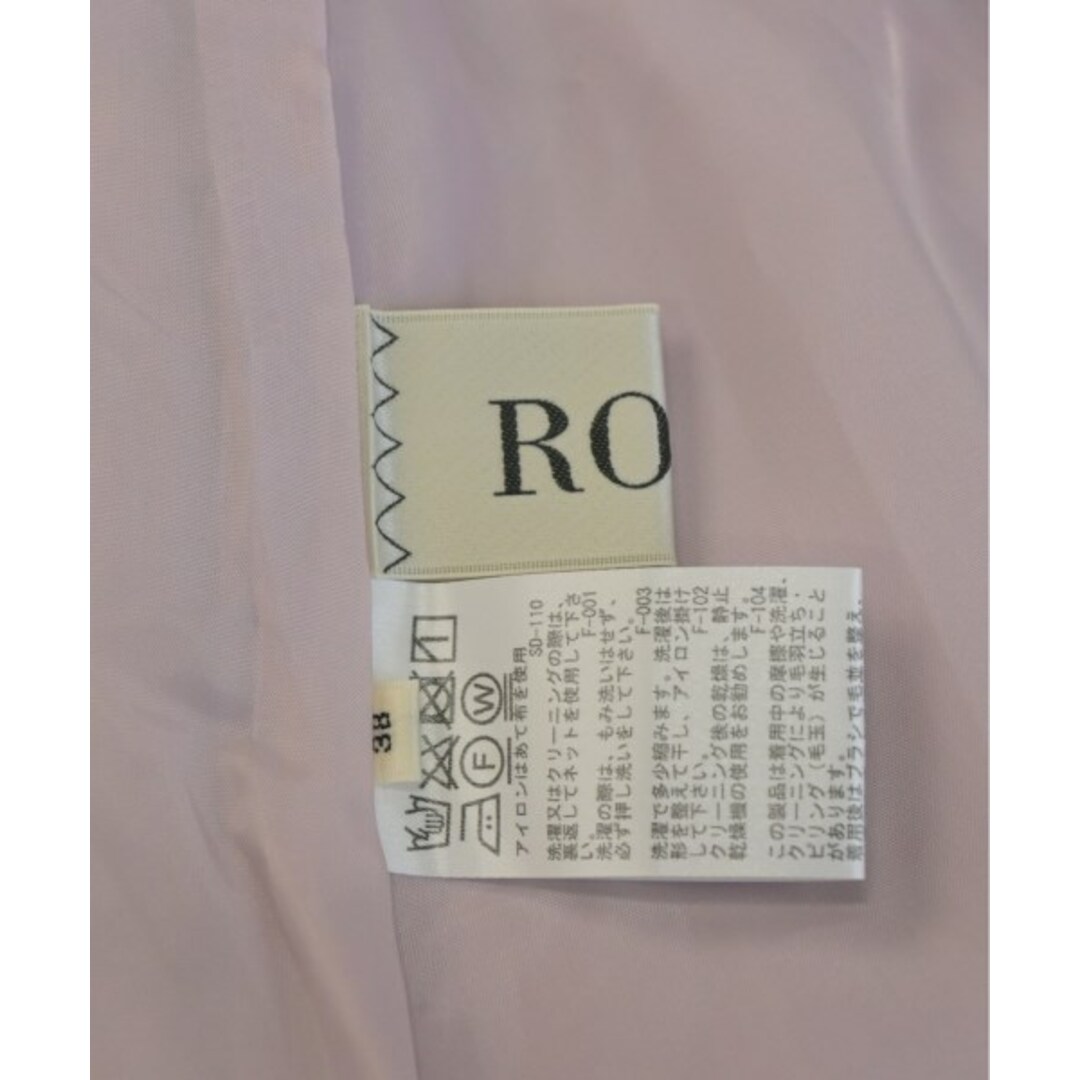 RO
38
F
W
アイロンはあて布を使用
SD-110
洗濯又はクリーニングの際は、
裏返してネットを使用して下さ
い。 F-001
洗濯の際は、もみ洗いはせず、
必ず押し洗いをして下さい。
F-003
洗濯で多少縮みます。洗濯後は
形を整えて干し、アイロン掛け
して下さい。 F-102
クリーニング後の乾燥は、静止
乾燥機の使用をお勧めします。
F-104
この製品は着用中の摩擦や洗濯、
クリーニングにより毛羽立ち・
ピリング(毛玉)が生じること
があります。
着用後はブラシで毛並を整え、